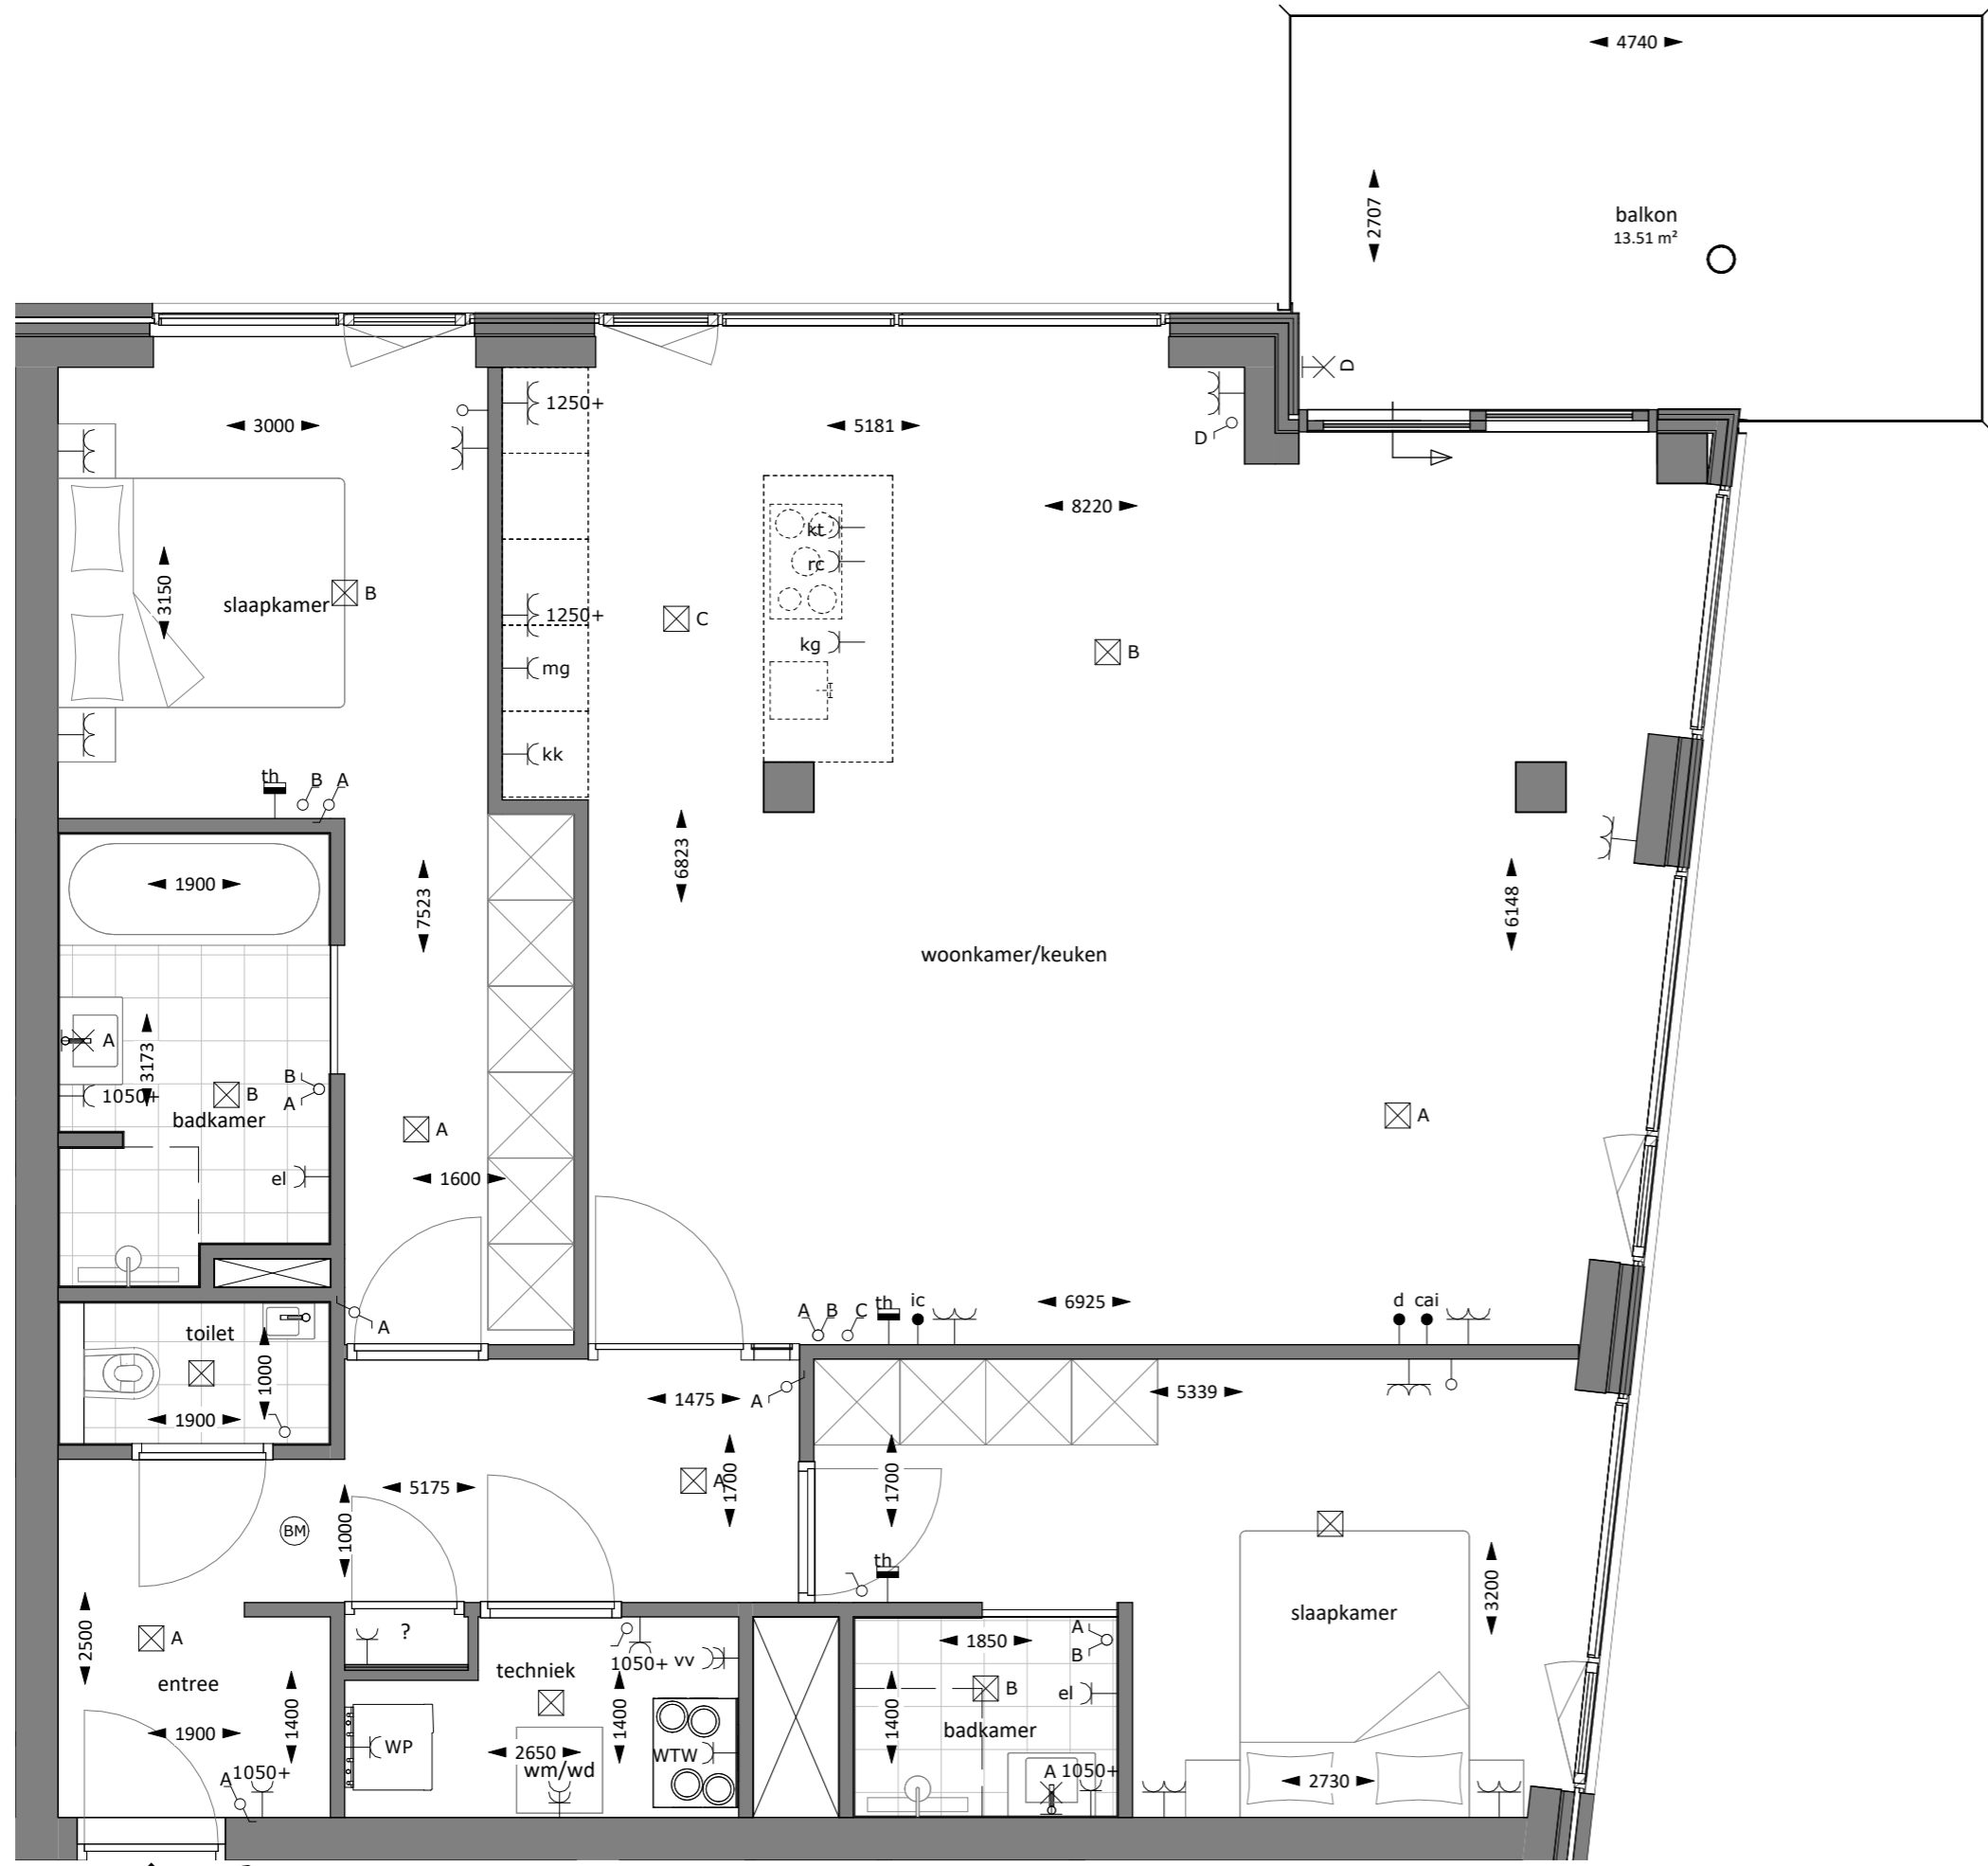 4740
2707
balkon
13.51 m²
D
1250+
3000
5181
D
8220
kt
rc
3150
slaapkamer
B
1250+
C
kg
B
mg
kk
th
B
A
1900
6823
7523
6148
woonkamer/keuken
A
3173
1050+
B
B
A
badkamer
A
A
el
1600
A
B
C
th
ic
6925
d
cai
A
toilet
1000
1900
1475
A
5339
5175
A
1700
1700
BM
1000
th
2500
A
?
slaapkamer
3200
entree
techniek
1050+
vv
1850
A
B
el
B
1400
1400
1400
badkamer
1900
WP
2650
WTW
wm/wd
A
1050+
A
1050+
2730